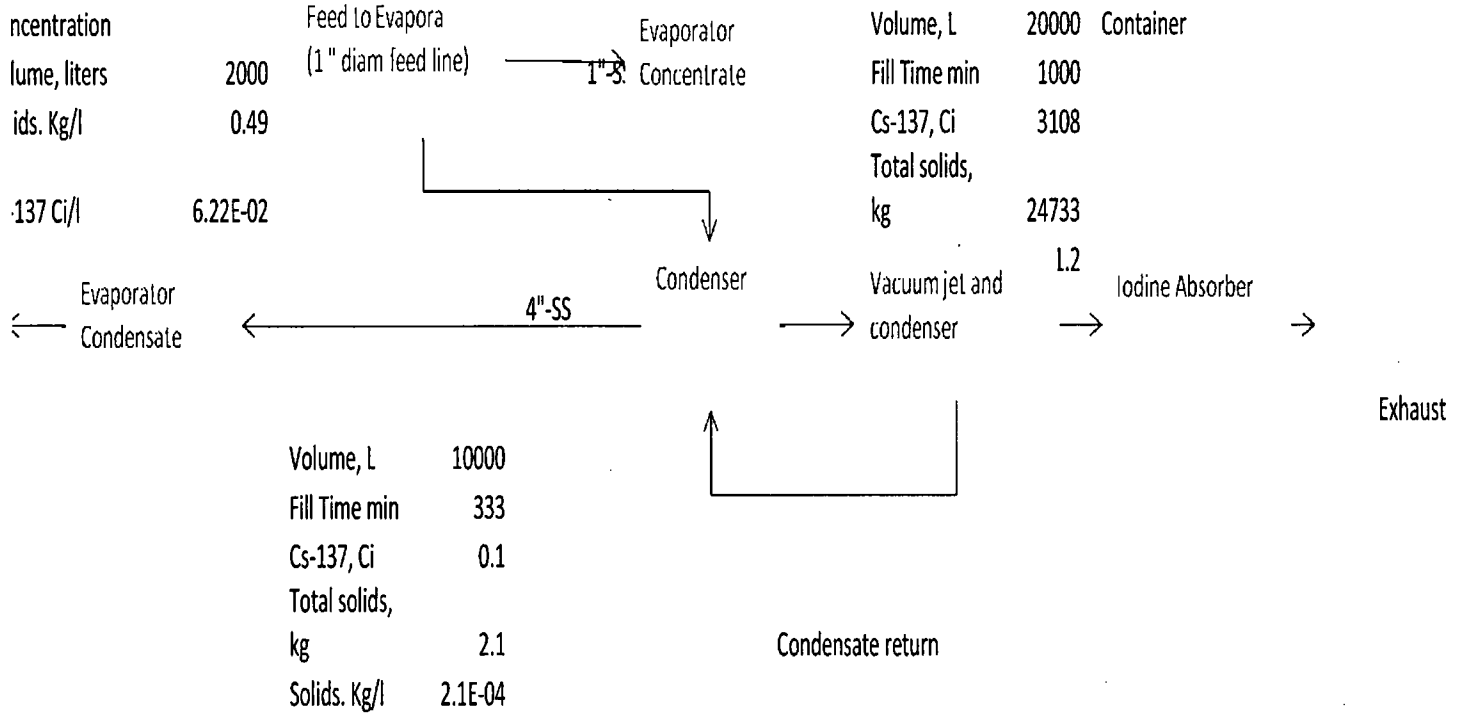 ncentration
lume, liters 2000
ids. Kg/l 0.49
137 Ci/l 6.22E-02
Feed to Evapora
(1 " diam feed line)
1"-S.
Evaporator
Concentrate
Volume, L 20000 Container
Fill Time min 1000
Cs-137, Ci 3108
Total solids,
kg 24733
1.2
Evaporator
Condensate
4"-SS
Condenser
Vacuum jet and
condenser
Iodine Absorber
Exhaust
Volume, L 10000
Fill Time min 333
Cs-137, Ci 0.1
Total solids,
kg 2.1
Solids. Kg/l 2.1E-04
Condensate return